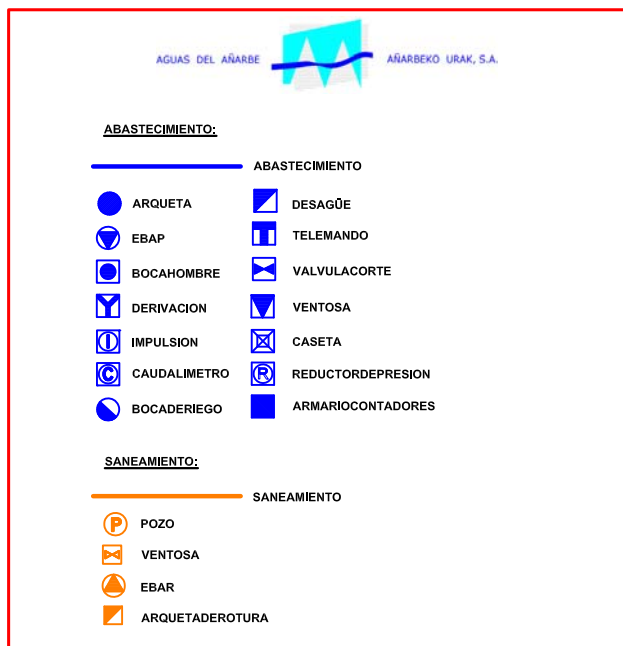 AGUAS DEL AÑARBE AÑARBEKO URAK, S.A.
ABASTECIMIENTO:
ABASTECIMIENTO
ARQUETA DESAGÜE
EBAP T TELEMANDO
BOCAHOMBRE VALVULACORTE
Y DERIVACION VENTOSA
I IMPULSION CASETA
C CAUDALIMETRO R REDUCTORDEPRESION
BOCADERIEGO ARMARIOCONTADORES
SANEAMIENTO:
SANEAMIENTO
P POZO
VENTOSA
EBAR
ARQUETADEROTURA